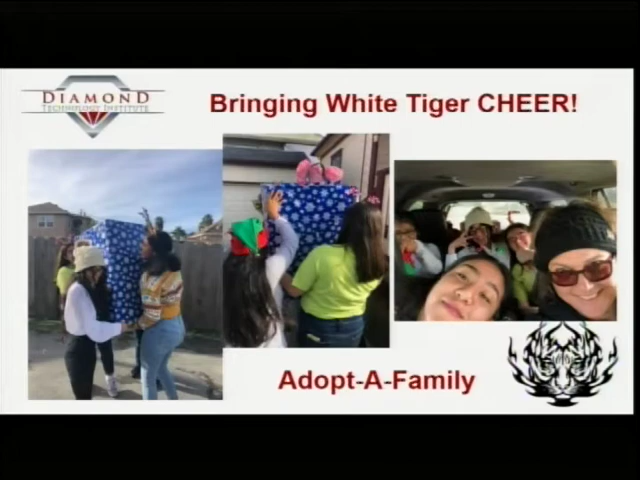 DIAMOND
TECHNOLOGY INSTITUTE
Bringing White Tiger CHEER!
Adopt-A-Family